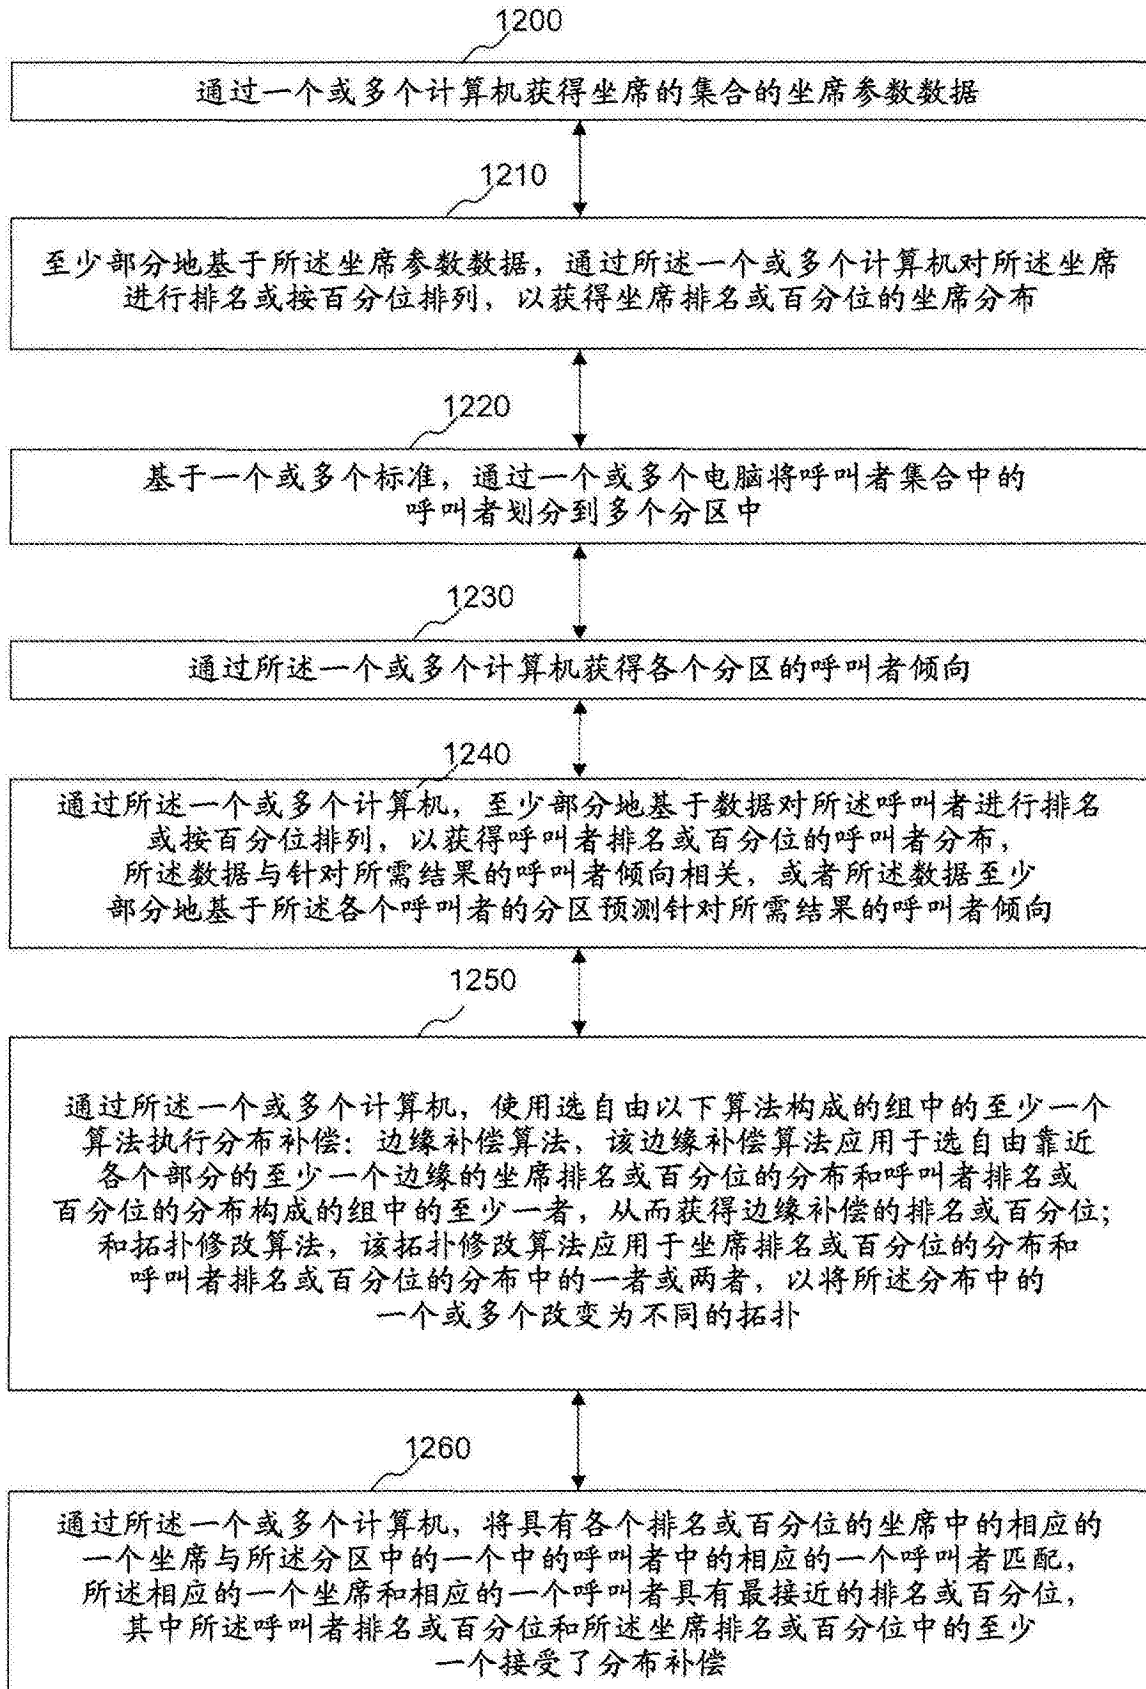 1200
通过一个或多个计算机获得坐席的集合的坐席参数数据
1210
至少部分地基于所述坐席参数数据，通过所述一个或多个计算机对所述坐席
进行排名或按百分位排列，以获得坐席排名或百分位的坐席分布
1220
基于一个或多个标准，通过一个或多个电脑将呼叫者集合中的
呼叫者划分到多个分区中
1230
通过所述一个或多个计算机获得各个分区的呼叫者倾向
1240
通过所述一个或多个计算机，至少部分地基于数据对所述呼叫者进行排名
或按百分位排列，以获得呼叫者排名或百分位的呼叫者分布，
所述数据与针对所需结果的呼叫者倾向相关，或者所述数据至少
部分地基于所述各个呼叫者的分区预测针对所需结果的呼叫者倾向
1250
通过所述一个或多个计算机，使用选自由以下算法构成的组中的至少一个
算法执行分布补偿：边缘补偿算法，该边缘补偿算法应用于选自由靠近
各个部分的至少一个边缘的坐席排名或百分位的分布和呼叫者排名或
百分位的分布构成的组中的至少一者，从而获得边缘补偿的排名或百分位；
和拓扑修改算法，该拓扑修改算法应用于坐席排名或百分位的分布和
呼叫者排名或百分位的分布中的一者或两者，以将所述分布中的
一个或多个改变为不同的拓扑
1260
通过所述一个或多个计算机，将具有各个排名或百分位的坐席中的相应的
一个坐席与所述分区中的一个中的呼叫者中的相应的一个呼叫者匹配，
所述相应的一个坐席和相应的一个呼叫者具有最接近的排名或百分位，
其中所述呼叫者排名或百分位和所述坐席排名或百分位中的至少
一个接受了分布补偿